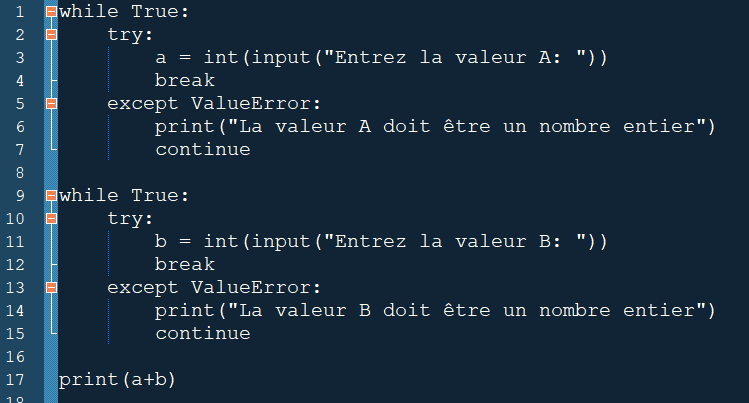 1 while True:
2     try:
3         a = int(input("Entrez la valeur A: "))
4         break
5     except ValueError:
6         print("La valeur A doit être un nombre entier")
7         continue
8
9 while True:
10     try:
11         b = int(input("Entrez la valeur B: "))
12         break
13     except ValueError:
14         print("La valeur B doit être un nombre entier")
15         continue
16
17 print(a+b)
18